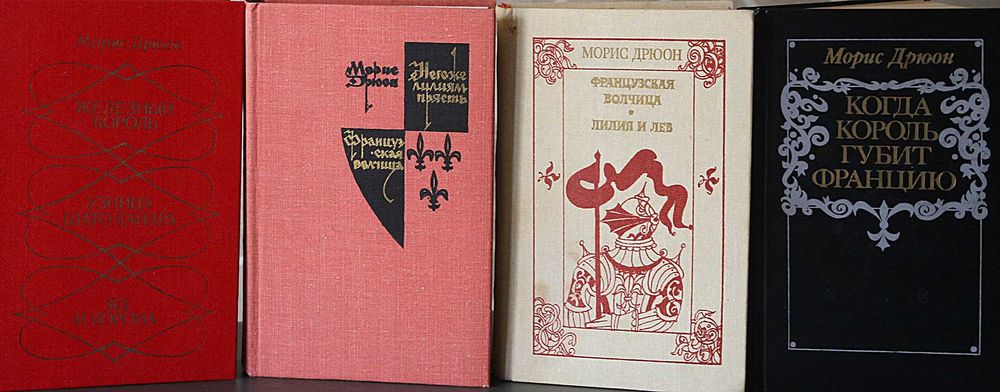 Морис Дрюон
ЖЕЛЕЗНЫЙ
КОРОЛЬ
УЗНИЦА
ШАТО-ГАЙАРА
ЯД
И КОРОНА
Морис
Дрюон
Негоже
лилиям
прясть
Француз
ская
волчица
МОРИС ДРЮОН
ФРАНЦУЗСКАЯ
ВОЛЧИЦА
•
ЛИЛИЯ И ЛЕВ
Морис Дрюон
КОГДА
КОРОЛЬ
ГУБИТ
ФРАНЦИЮ